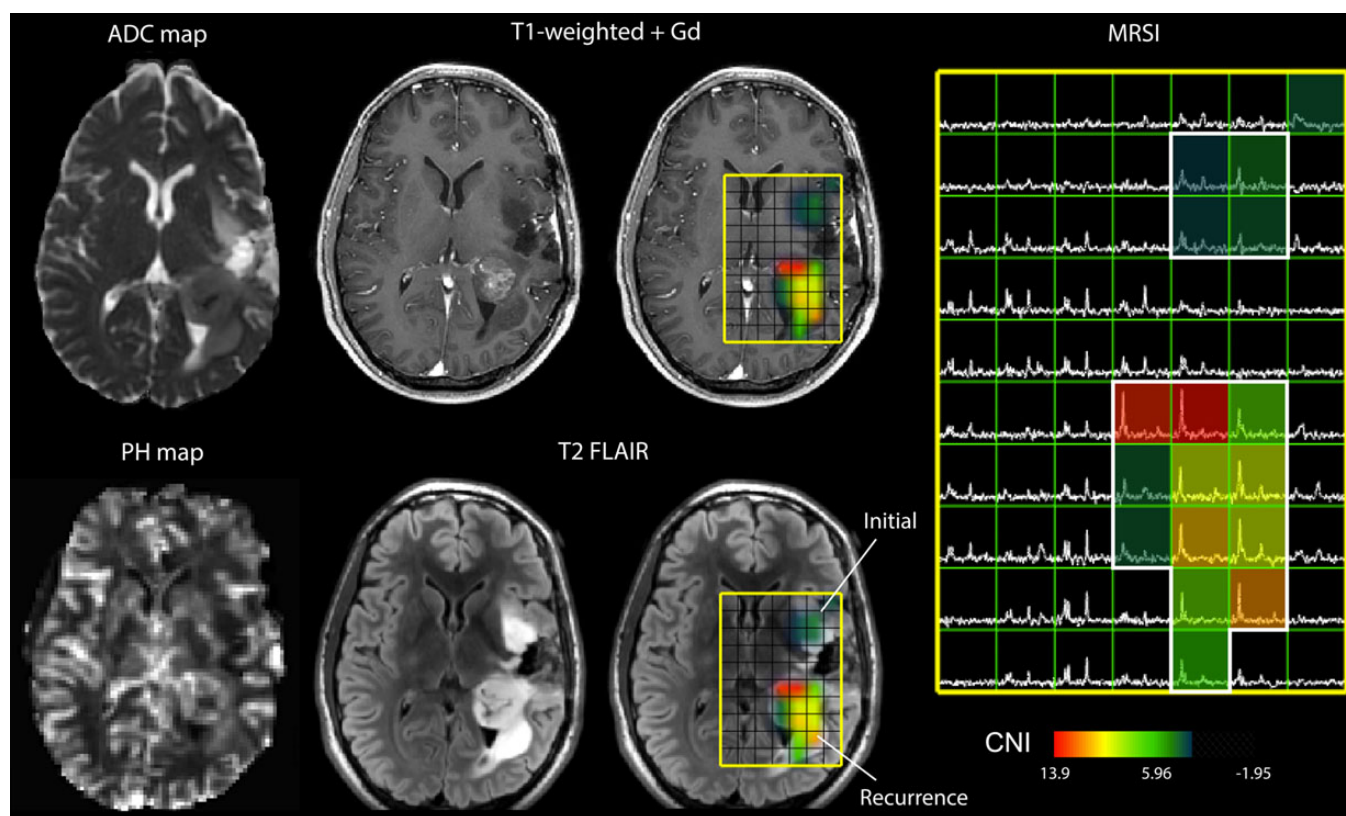 ADC map
T1-weighted + Gd
MRSI
PH map
T2 FLAIR
Initial
Recurrence
CNI
13.9
5.96
-1.95